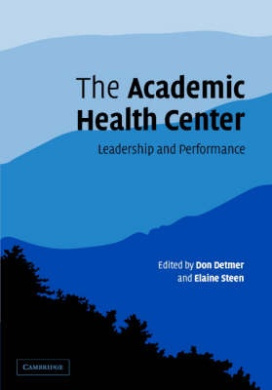 The Academic
Health Center
Leadership and Performance
Edited by Don Detmer
and Elaine Steen
CAMBRIDGE